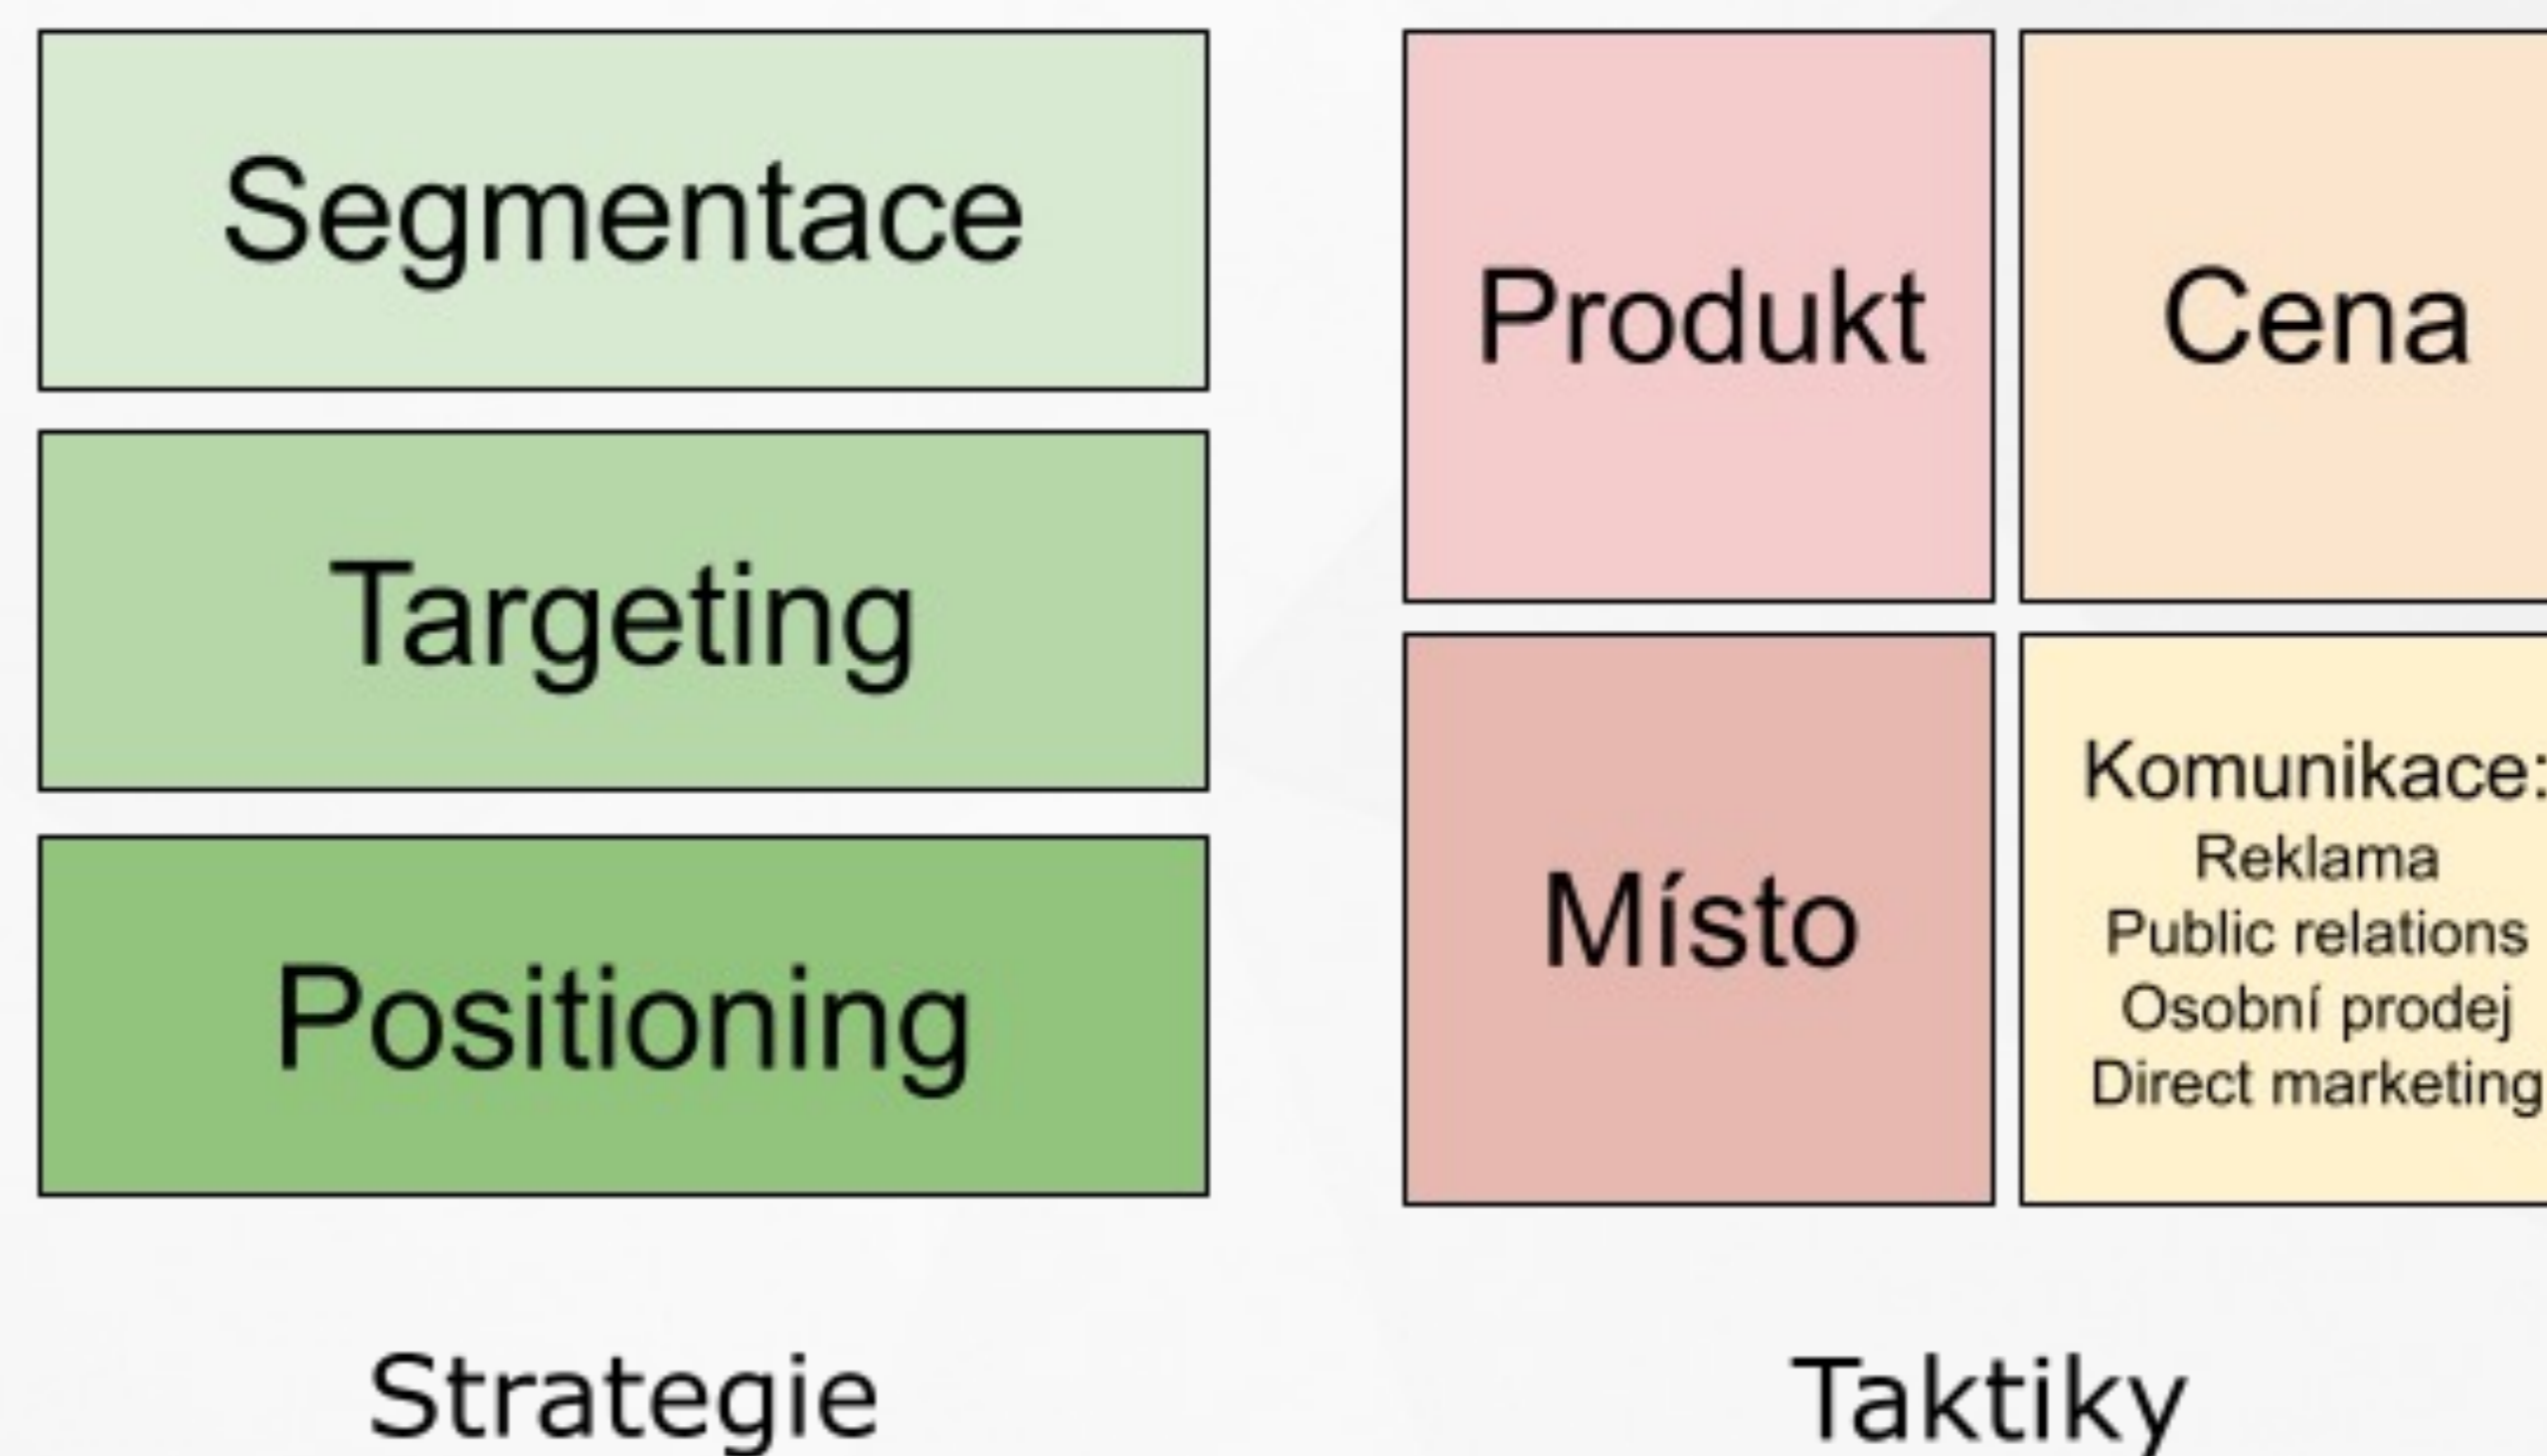 Segmentace
Targeting
Positioning
Strategie
Produkt
Cena
Místo
Komunikace:
Reklama
Public relations
Osobní prodej
Direct marketing
Taktiky